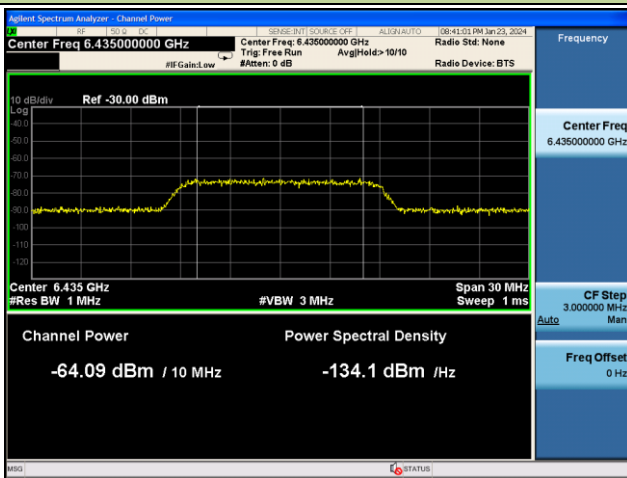 Agilent Spectrum Analyzer - Channel Power
RF 50 Ω DC SENSE:INT SOURCE OFF ALIGN AUTO 08:41:01 PM Jan 23, 2024
Center Freq 6.435000000 GHz
Center Freq: 6.435000000 GHz Radio Std: None
Trig: Free Run Avg|Hold:> 10/10
#IFGain:Low #Atten: 0 dB Radio Device: BTS
10 dB/div Ref -30.00 dBm
Log
-40.0
-50.0
-60.0
-70.0
-80.0
-90.0
-100
-110
-120
Center 6.435 GHz Span 30 MHz
#Res BW 1 MHz #VBW 3 MHz Sweep 1 ms
Channel Power Power Spectral Density
-64.09 dBm / 10 MHz -134.1 dBm /Hz
MSG STATUS
Frequency
Center Freq
6.435000000 GHz
CF Step
3.000000 MHz
Auto Man
Freq Offset
0 Hz